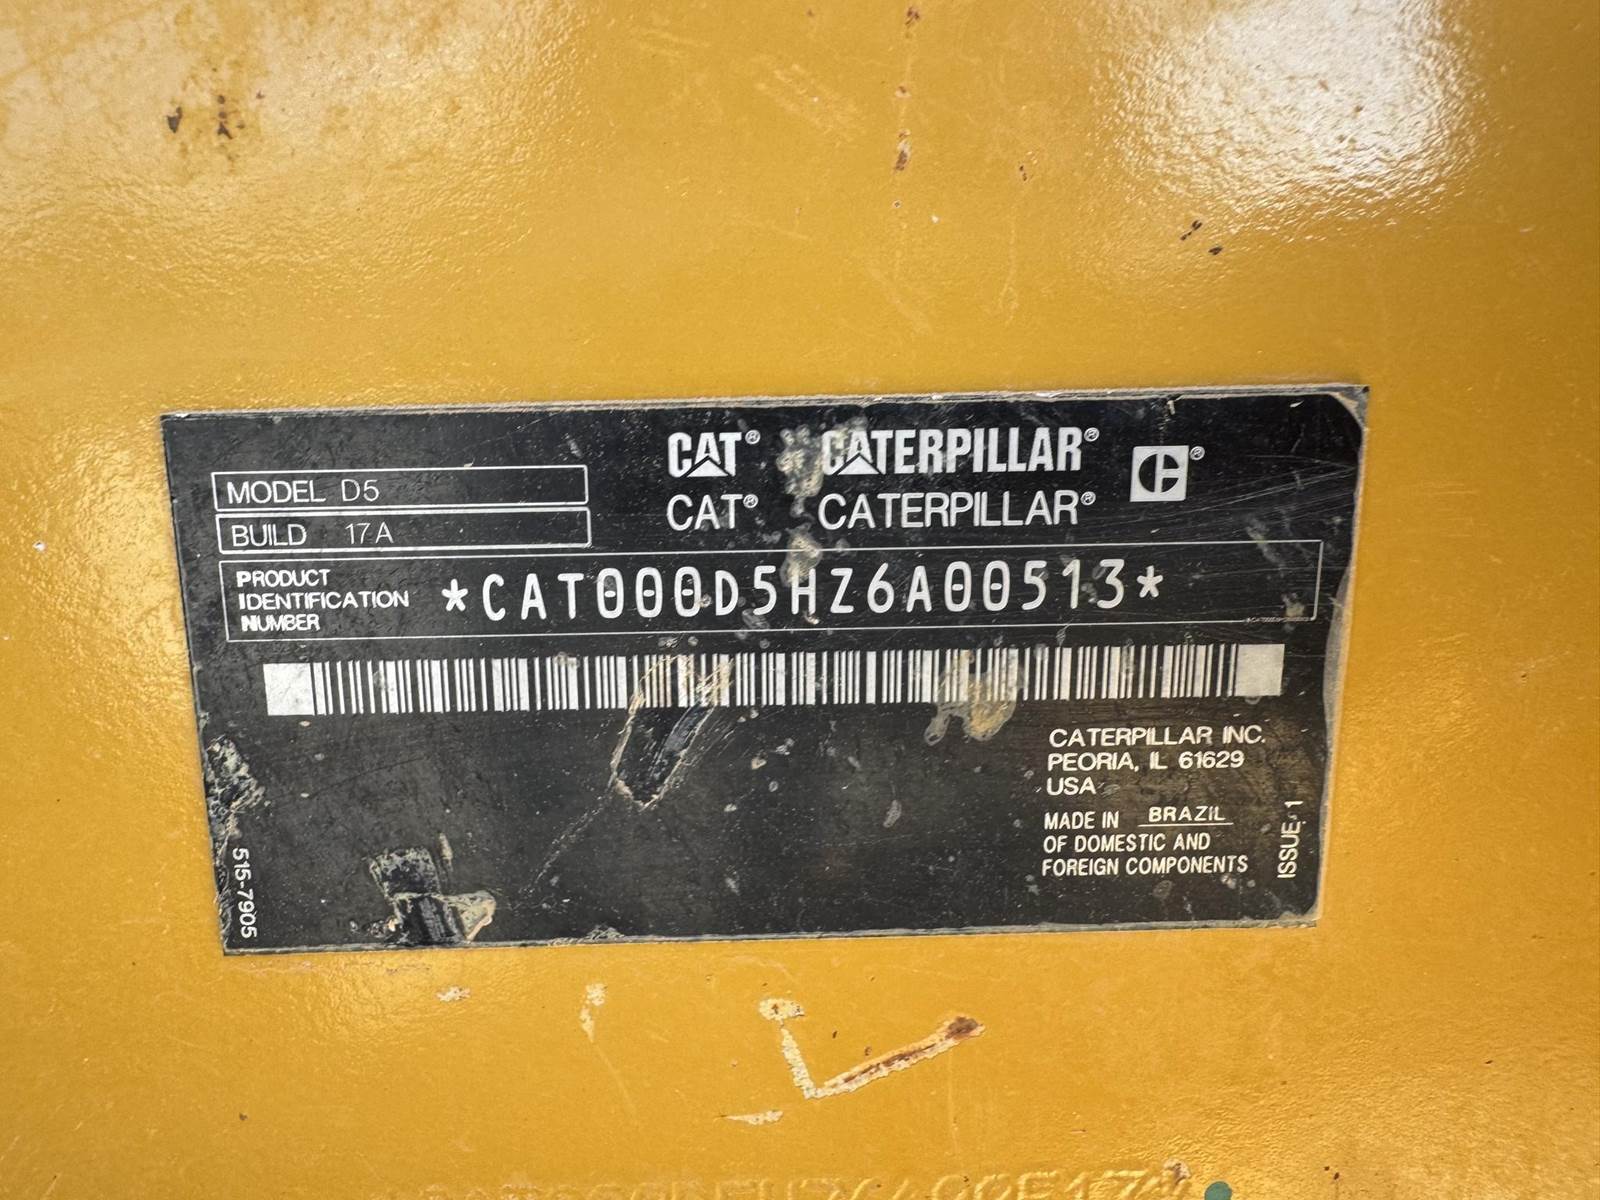 CAT® CATERPILLAR®
CAT® CATERPILLAR®
MODEL D5
BUILD 17A
PRODUCT
IDENTIFICATION
NUMBER
*CAT000D5HZ6A00513*
CATERPILLAR INC.
PEORIA, IL 61629
USA
MADE IN BRAZIL
OF DOMESTIC AND
FOREIGN COMPONENTS
ISSUE 1
515-7905